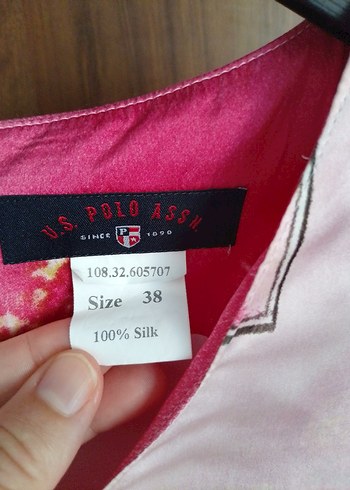 U.S. POLO ASSN.
SINCE P 1890
108.32.605707
Size 38
100% Silk